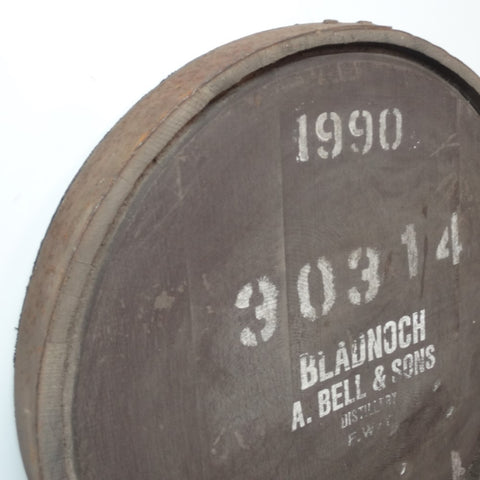 1990
30314
BLADNOCH
A. BELL & SONS
DISTILLERY